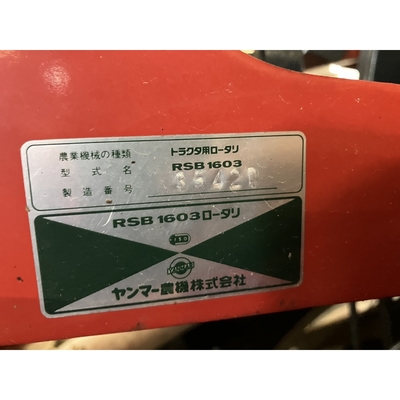 農業機械の種類 トラクタ用ロータリ
型式名 RSB1603
製造番号
RSB1603ロータリ
ヤンマー農機株式会社